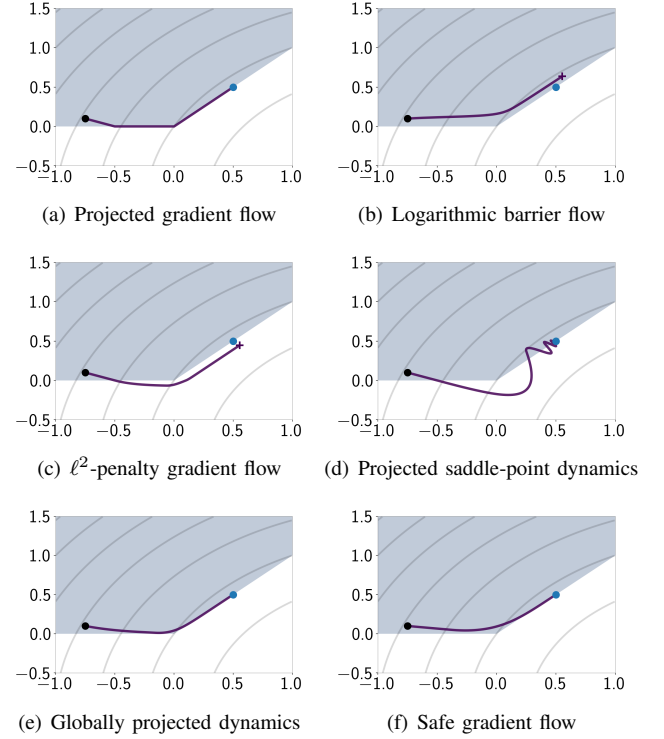 1.5
1.0
0.5
0.0
−0.5
−1.0 −0.5 0.0 0.5 1.0
(a) Projected gradient flow
1.5
1.0
0.5
0.0
−0.5
−1.0 −0.5 0.0 0.5 1.0
(b) Logarithmic barrier flow
1.5
1.0
0.5
0.0
−0.5
−1.0 −0.5 0.0 0.5 1.0
(c) ℓ²-penalty gradient flow
1.5
1.0
0.5
0.0
−0.5
−1.0 −0.5 0.0 0.5 1.0
(d) Projected saddle-point dynamics
1.5
1.0
0.5
0.0
−0.5
−1.0 −0.5 0.0 0.5 1.0
(e) Globally projected dynamics
1.5
1.0
0.5
0.0
−0.5
−1.0 −0.5 0.0 0.5 1.0
(f) Safe gradient flow